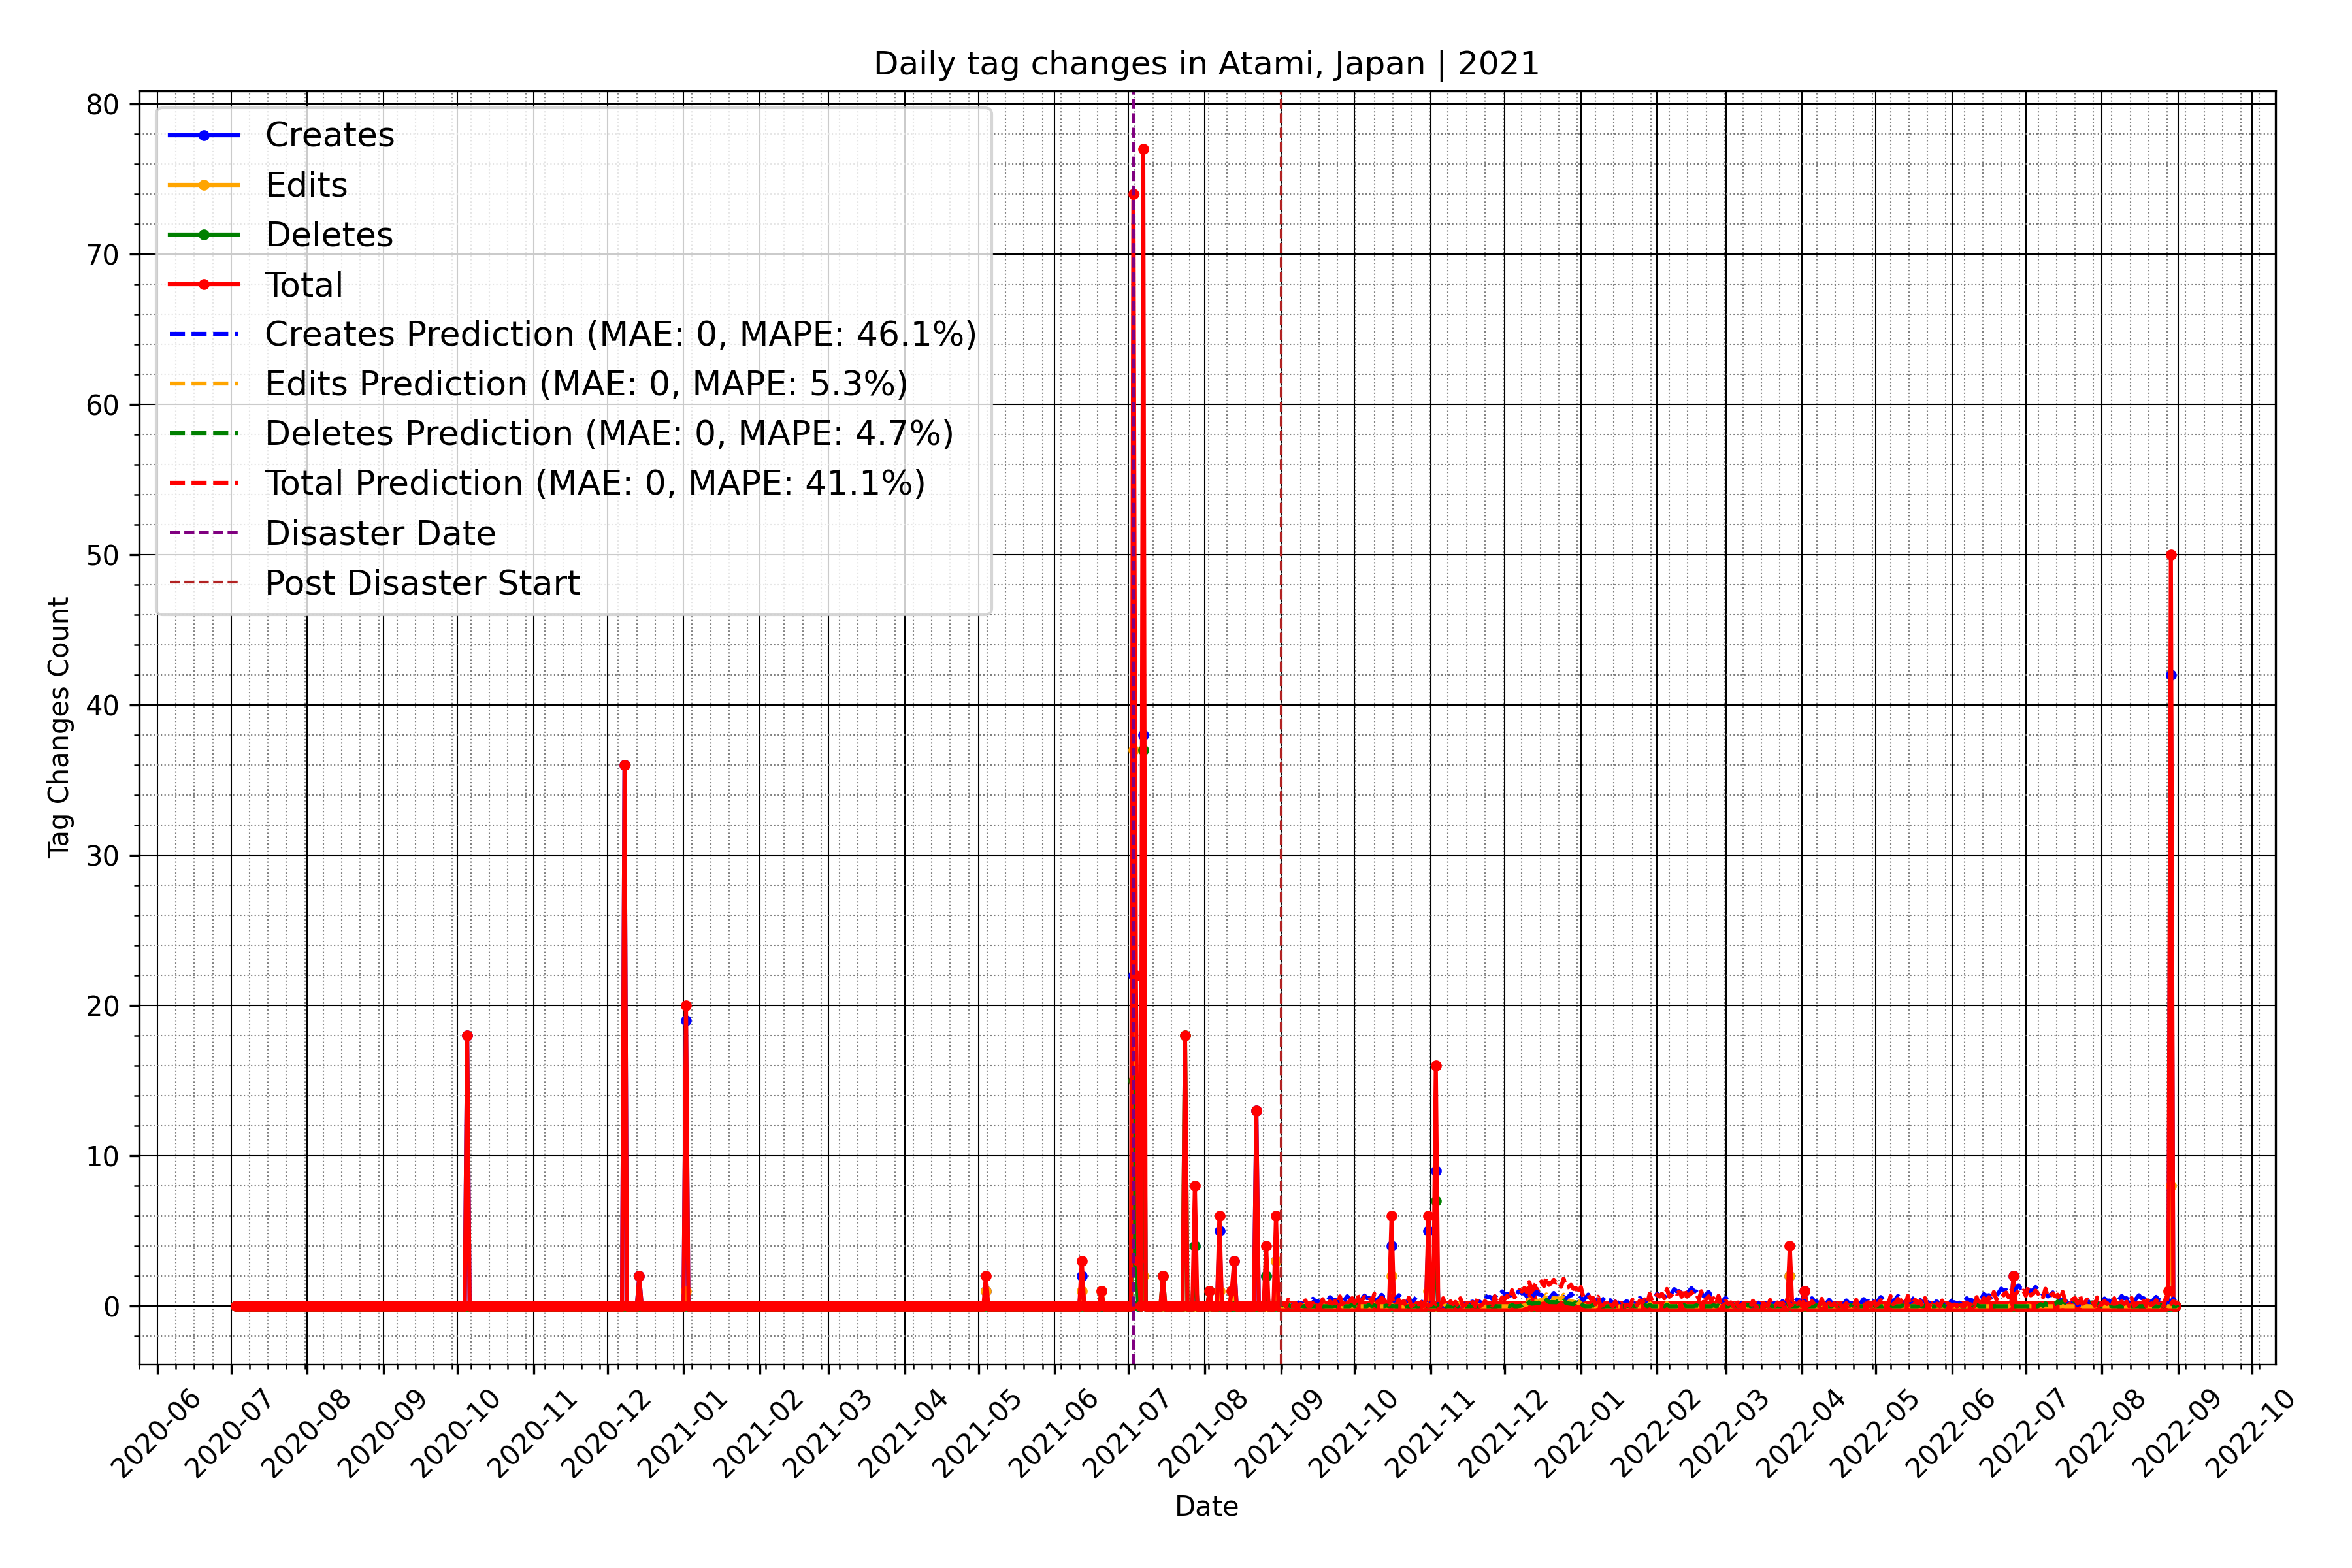 Daily tag changes in Atami, Japan | 2021
Tag Changes Count
80
70
60
50
40
30
20
10
0
Creates
Edits
Deletes
Total
Creates Prediction (MAE: 0, MAPE: 46.1%)
Edits Prediction (MAE: 0, MAPE: 5.3%)
Deletes Prediction (MAE: 0, MAPE: 4.7%)
Total Prediction (MAE: 0, MAPE: 41.1%)
Disaster Date
Post Disaster Start
2020-06
2020-07
2020-08
2020-09
2020-10
2020-11
2020-12
2021-01
2021-02
2021-03
2021-04
2021-05
2021-06
2021-07
2021-08
2021-09
2021-10
2021-11
2021-12
2022-01
2022-02
2022-03
2022-04
2022-05
2022-06
2022-07
2022-08
2022-09
2022-10
Date